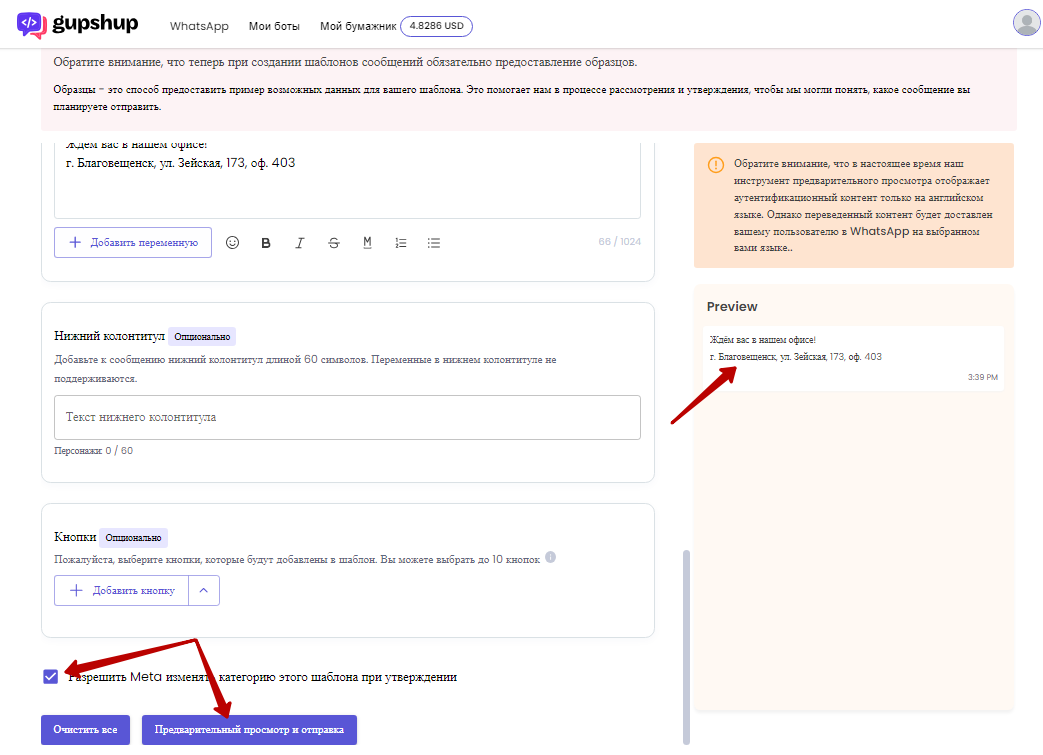 gupshup
WhatsApp Мои боты Мой бумажник 4.8286 USD
Обратите внимание, что теперь при создании шаблонов сообщений обязательно предоставление образцов.
Образцы - это способ предоставить пример возможных данных для вашего шаблона. Это помогает нам в процессе рассмотрения и утверждения, чтобы мы могли понять, какое сообщение вы
планируете отправить.
Ждем вас в нашем офисе!
г. Благовещенск, ул. Зейская, 173, оф. 403
Добавить переменную
B I S M
66 / 1024
Нижний колонтитул Опционально
Добавьте к сообщению нижний колонтитул длиной 60 символов. Переменные в нижнем колонтитуле не
поддерживаются.
Текст нижнего колонтитула
Персонажи: 0 / 60
Кнопки Опционально
Пожалуйста, выберите кнопки, которые будут добавлены в шаблон. Вы можете выбрать до 10 кнопок
Добавить кнопку
Разрешить Meta изменять категорию этого шаблона при утверждении
Очистить все
Предварительный просмотр и отправка
Обратите внимание, что в настоящее время наш
инструмент предварительного просмотра отображает
аутентификационный контент только на английском
языке. Однако переведенный контент будет доставлен
вашему пользователю в WhatsApp на выбранном
вами языке..
Preview
Ждём вас в нашем офисе!
г. Благовещенск, ул. Зейская, 173, оф. 403
3:39 PM